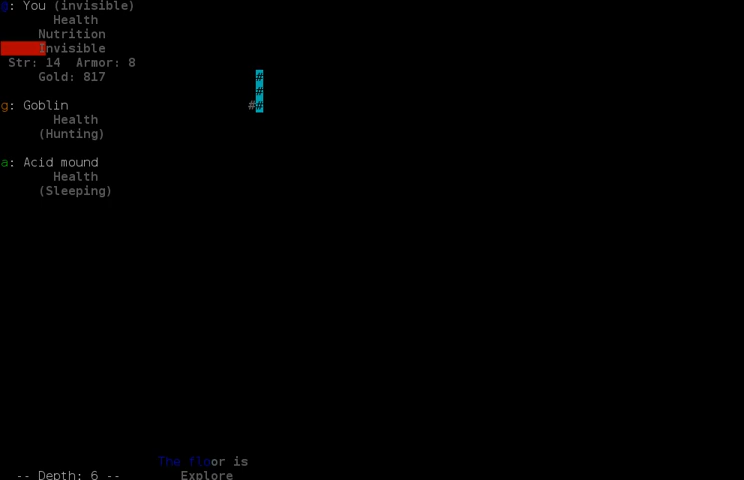 @: You (invisible)
Health
Nutrition
Invisible
Str: 14 Armor: 8
Gold: 817
#
#
g: Goblin ##
Health
(Hunting)
a: Acid mound
Health
(Sleeping)
The floor is
-- Depth: 6 -- Explore